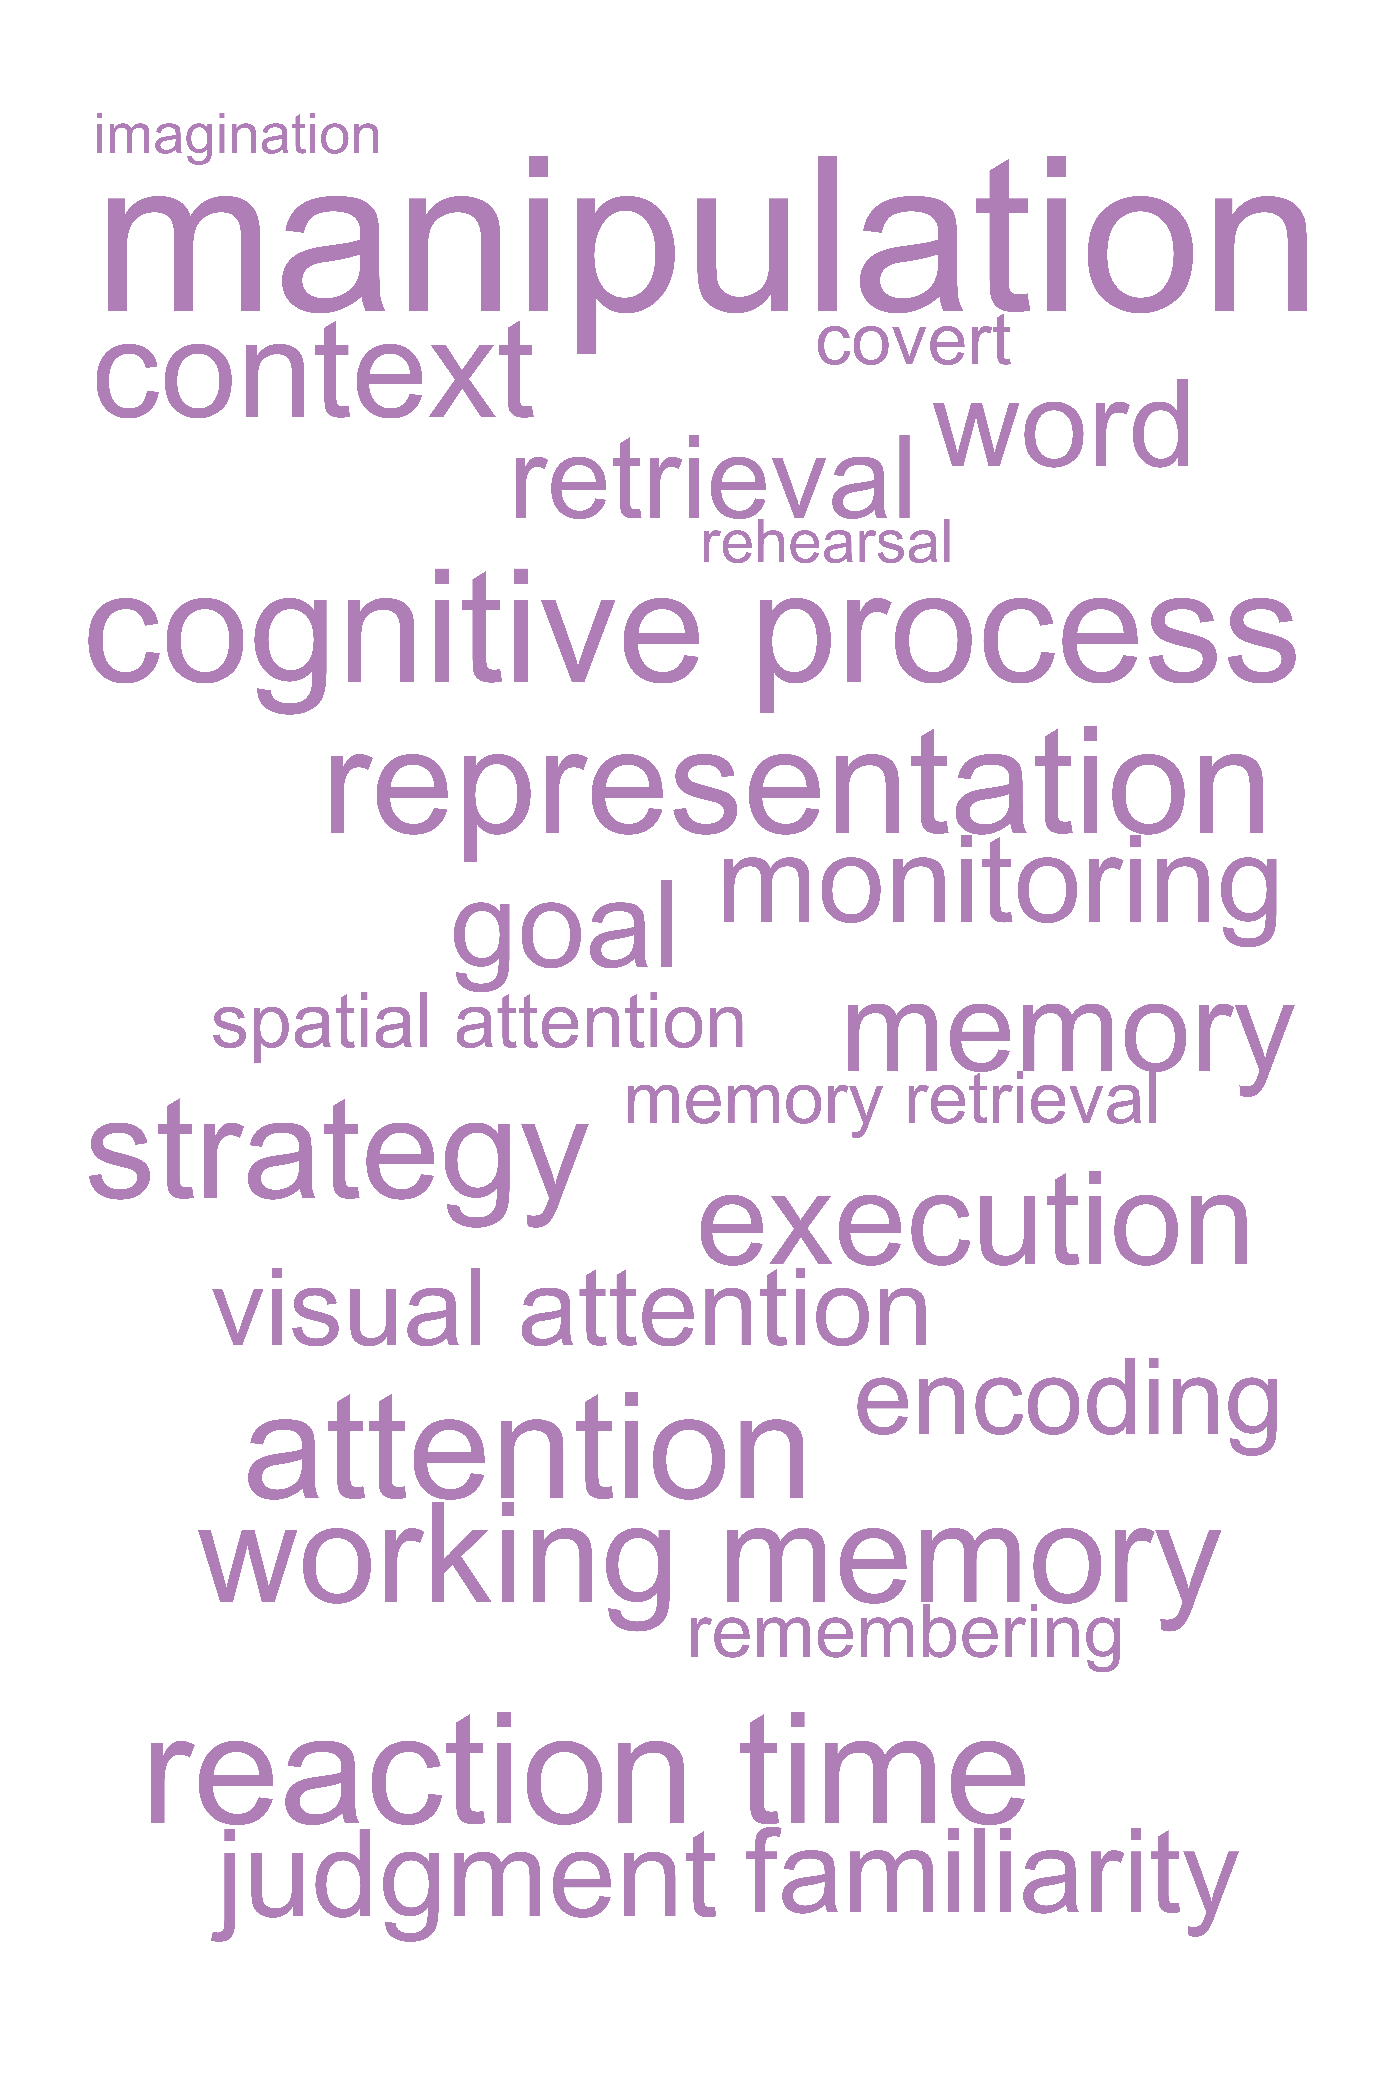 imagination
manipulation
covert
context
word
retrieval
rehearsal
cognitive process
representation
monitoring
goal
spatial attention
memory
memory retrieval
strategy
execution
visual attention
encoding
attention
working memory
remembering
reaction time
judgment
familiarity